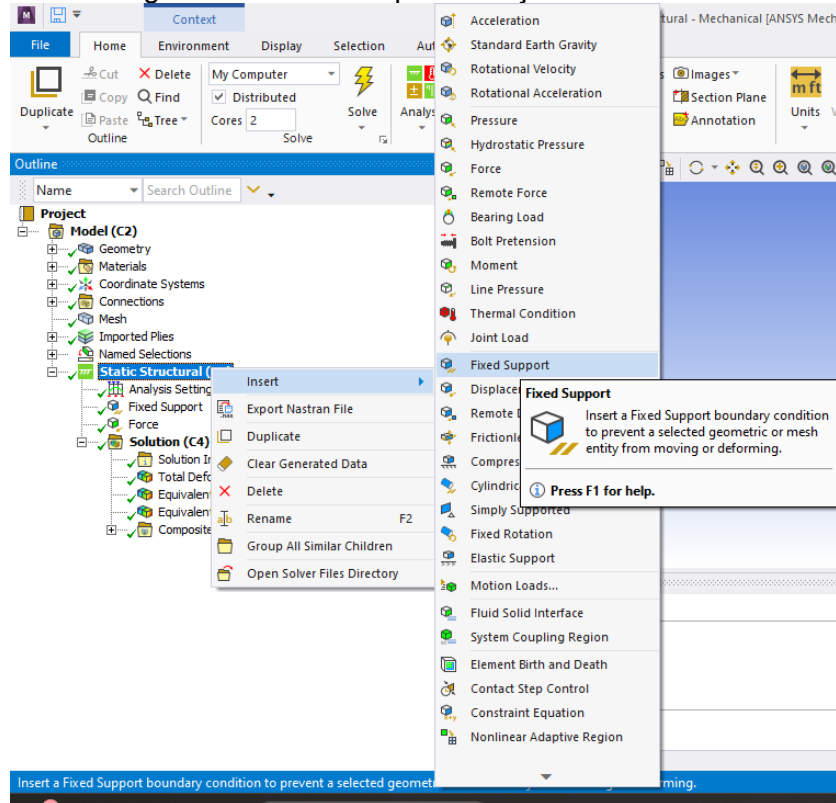 Context
File
Home
Environment
Display
Selection
Cut
Delete
My Computer
Copy
Find
Distributed
Duplicate
Paste
Tree
Cores 2
Solve
Outline
Solve
tural - Mechanical [ANSYS Mech
Images
Section Plane
Annotation
m ft
Units
Outline
Name
Search Outline
Project
Model (C2)
Geometry
Materials
Coordinate Systems
Connections
Mesh
Imported Plies
Named Selections
Static Structural (
Analysis Setting
Fixed Support
Force
Solution (C4)
Solution Ir
Total Defo
Equivalen
Equivalen
Composite
Insert
Export Nastran File
Duplicate
Clear Generated Data
Delete
Rename F2
Group All Similar Children
Open Solver Files Directory
Acceleration
Standard Earth Gravity
Rotational Velocity
Rotational Acceleration
Pressure
Hydrostatic Pressure
Force
Remote Force
Bearing Load
Bolt Pretension
Moment
Line Pressure
Thermal Condition
Joint Load
Fixed Support
Displace
Remote
Frictionle
Compres
Cylindric
Simply Supported
Fixed Rotation
Elastic Support
Motion Loads...
Fluid Solid Interface
System Coupling Region
Element Birth and Death
Contact Step Control
Constraint Equation
Nonlinear Adaptive Region
Fixed Support
Insert a Fixed Support boundary condition
to prevent a selected geometric or mesh
entity from moving or deforming.
Press F1 for help.
Insert a Fixed Support boundary condition to prevent a selected geomet
rming.